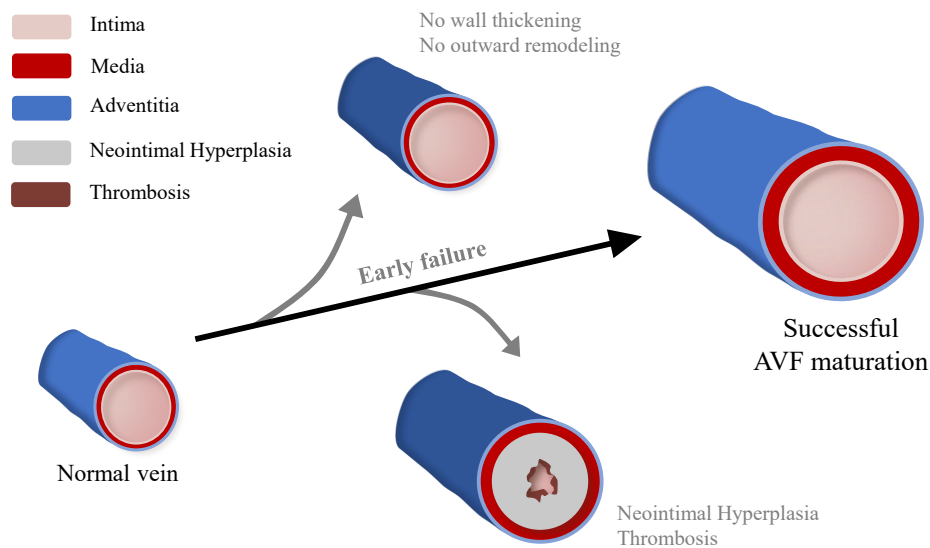 Intima
Media
Adventitia
Neointimal Hyperplasia
Thrombosis
No wall thickening
No outward remodeling
Early failure
Successful
AVF maturation
Normal vein
Neointimal Hyperplasia
Thrombosis